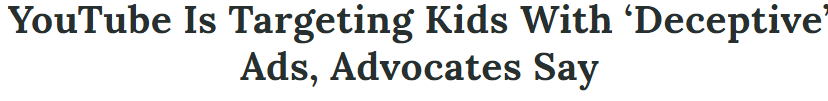 YouTube Is Targeting Kids With ‘Deceptive’
Ads, Advocates Say